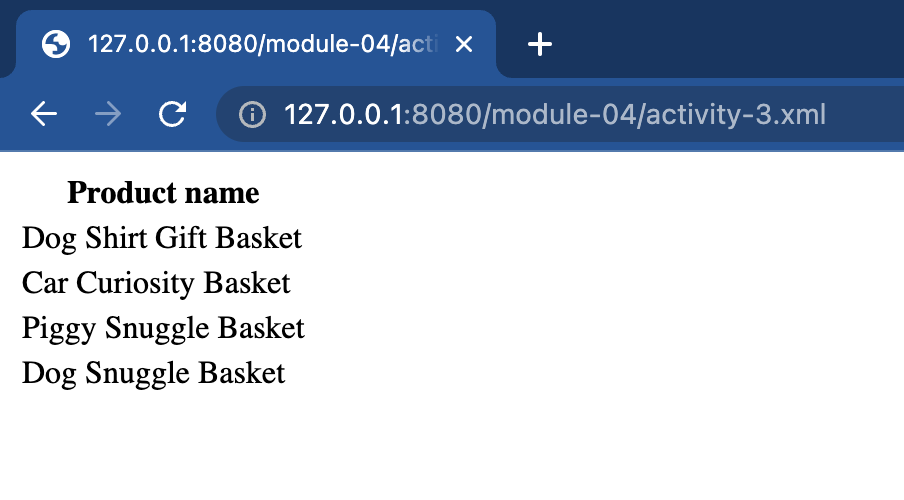 127.0.0.1:8080/module-04/acti
127.0.0.1:8080/module-04/activity-3.xml
Product name
Dog Shirt Gift Basket
Car Curiosity Basket
Piggy Snuggle Basket
Dog Snuggle Basket